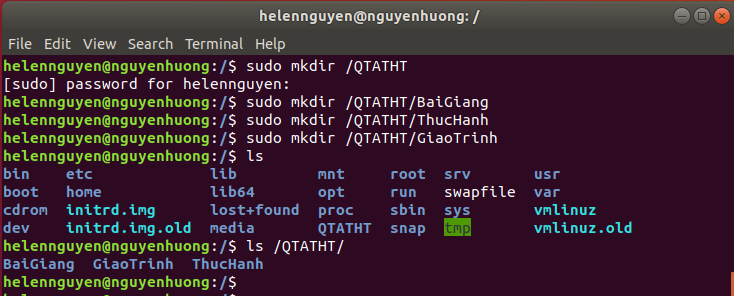 helennguyen@nguyenhuong: /
File Edit View Search Terminal Help
helennguyen@nguyenhuong:/$ sudo mkdir /QTATHT
[sudo] password for helennguyen:
helennguyen@nguyenhuong:/$ sudo mkdir /QTATHT/BaiGiang
helennguyen@nguyenhuong:/$ sudo mkdir /QTATHT/ThucHanh
helennguyen@nguyenhuong:/$ sudo mkdir /QTATHT/GiaoTrinh
helennguyen@nguyenhuong:/$ ls
bin etc lib mnt root srv usr
boot home lib64 opt run swapfile var
cdrom initrd.img lost+found proc sbin sys vmlinuz
dev initrd.img.old media QTATHT snap tmp vmlinuz.old
helennguyen@nguyenhuong:/$ ls /QTATHT/
BaiGiang GiaoTrinh ThucHanh
helennguyen@nguyenhuong:/$
helennguyen@nguyenhuong:/$